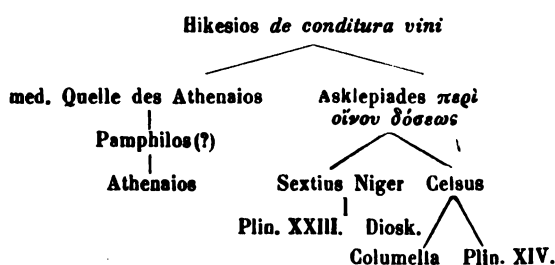 Hikesios de conditura vini
med. Quelle des Athenaios Asklepiades περὶ
οἴνου δόσεως
Pamphilos(?)
Athenaios Sextius Niger Celsus
Plin. XXIII. Diosk.
Columella Plin. XIV.